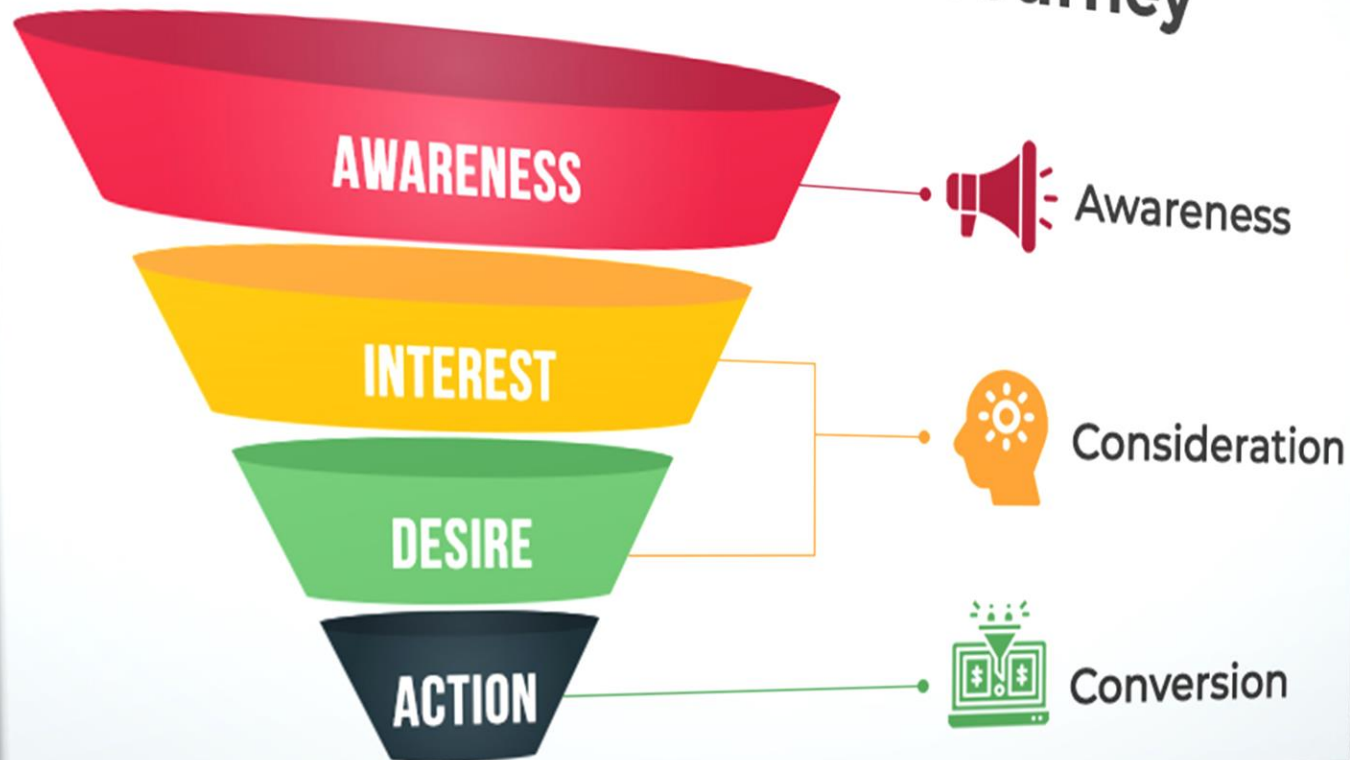 AWARENESS
Awareness
INTEREST
Consideration
DESIRE
ACTION
Conversion